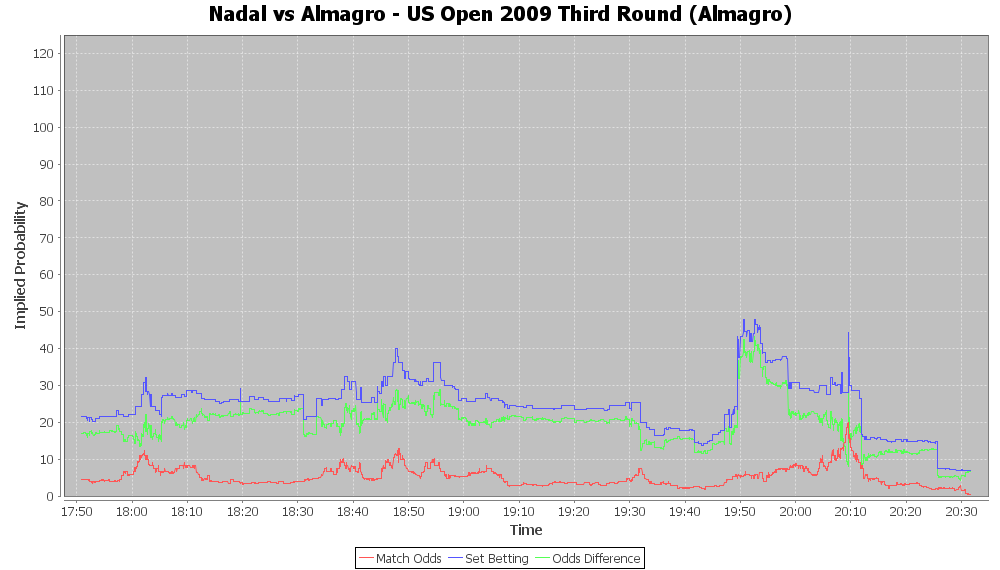 Nadal vs Almagro - US Open 2009 Third Round (Almagro)
120
110
100
90
80
70
60
50
40
30
20
10
0
Implied Probability
17:50 18:00 18:10 18:20 18:30 18:40 18:50 19:00 19:10 19:20 19:30 19:40 19:50 20:00 20:10 20:20 20:30
Time
Match Odds Set Betting Odds Difference